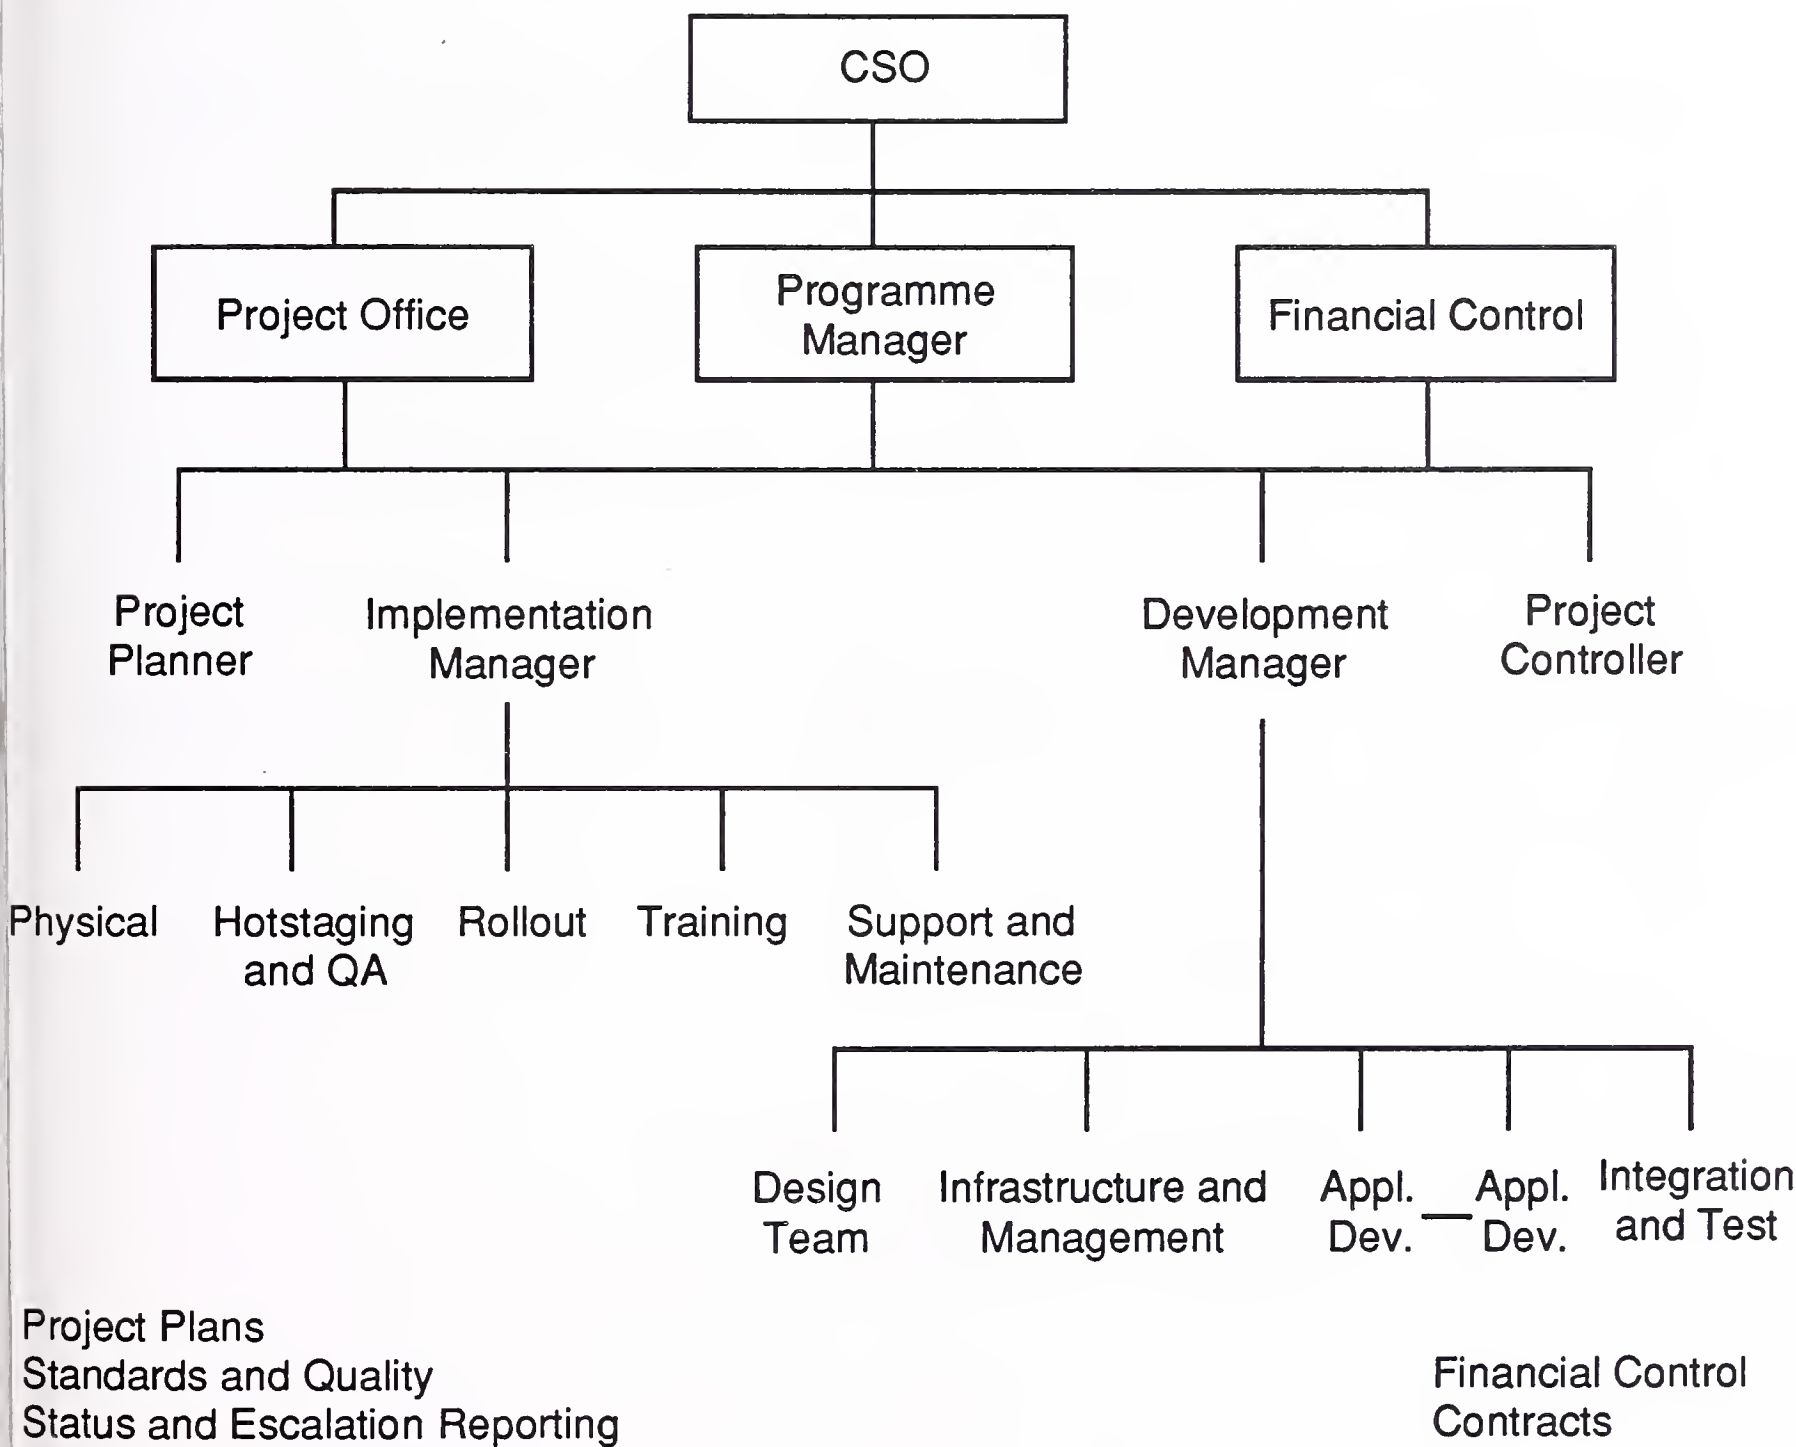 CSO
Project Office
Programme
Manager
Financial Control
Project
Planner
Implementation
Manager
Development
Manager
Project
Controller
Physical
Hotstaging
and QA
Rollout
Training
Support and
Maintenance
Design
Team
Infrastructure and
Management
Appl.
Dev.
Appl.
Dev.
Integration
and Test
Project Plans
Standards and Quality
Status and Escalation Reporting
Financial Control
Contracts